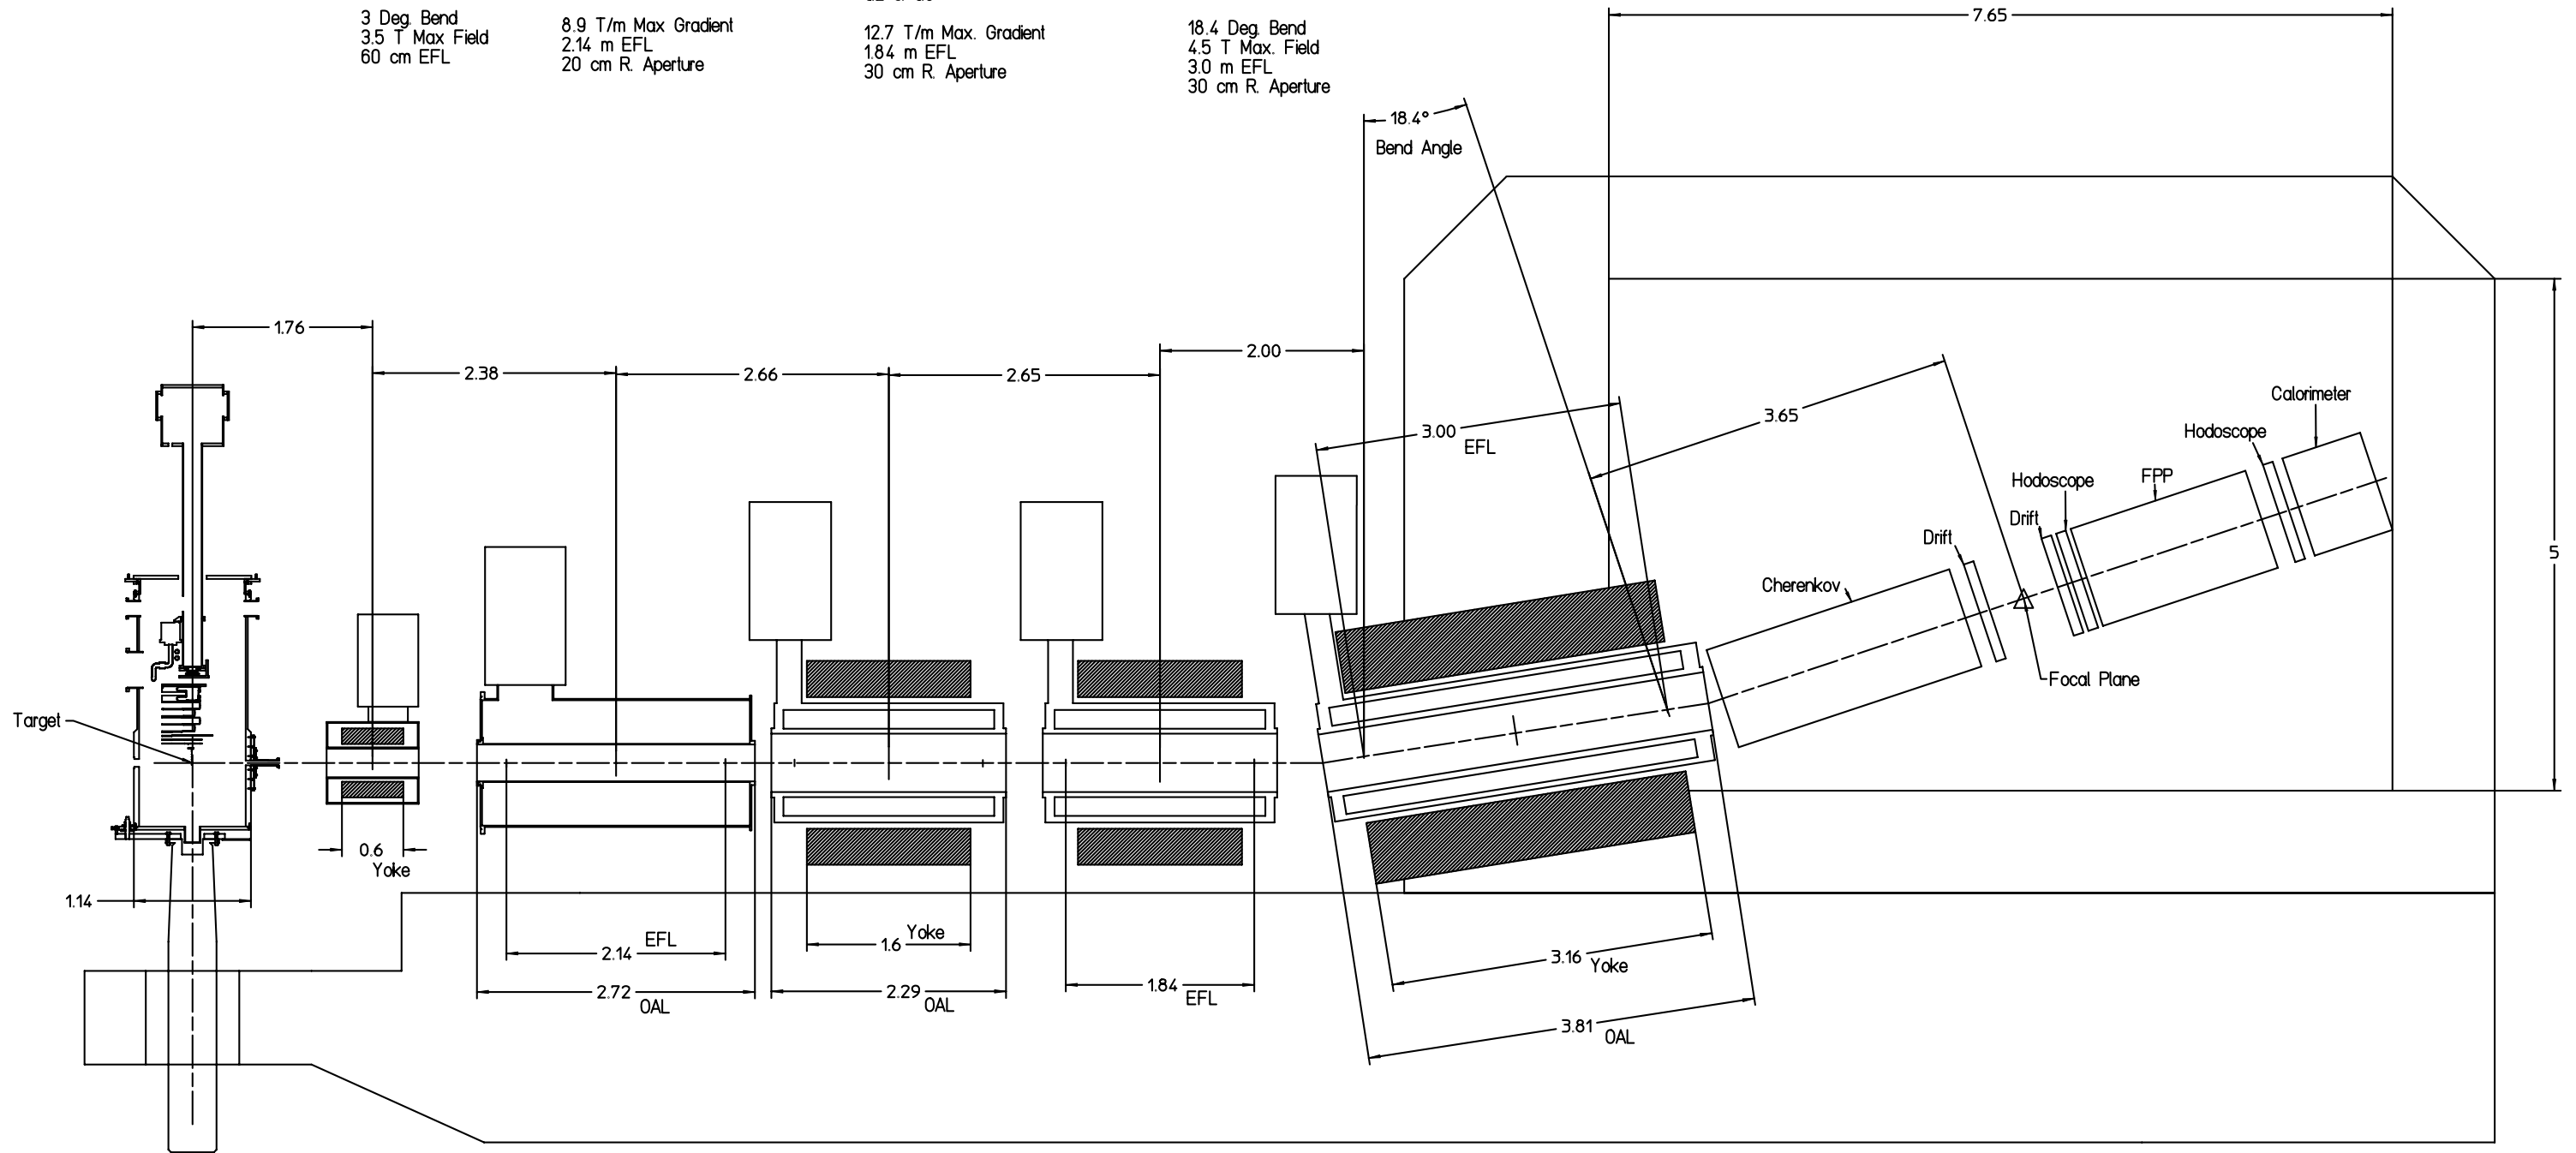 3 Deg. Bend
3.5 T Max Field
60 cm EFL
8.9 T/m Max Gradient
2.14 m EFL
20 cm R. Aperture
12.7 T/m Max. Gradient
1.84 m EFL
30 cm R. Aperture
18.4 Deg. Bend
4.5 T Max. Field
3.0 m EFL
30 cm R. Aperture
7.65
18.4°
Bend Angle
1.76
2.38
2.66
2.65
2.00
3.00
EFL
3.65
Calorimeter
Hodoscope
FPP
Hodoscope
Drift
Drift
Cherenkov
5
Focal Plane
Target
0.6
Yoke
1.14
EFL
2.14
2.72
OAL
Yoke
1.6
2.29
OAL
1.84
EFL
3.16
Yoke
3.81
OAL